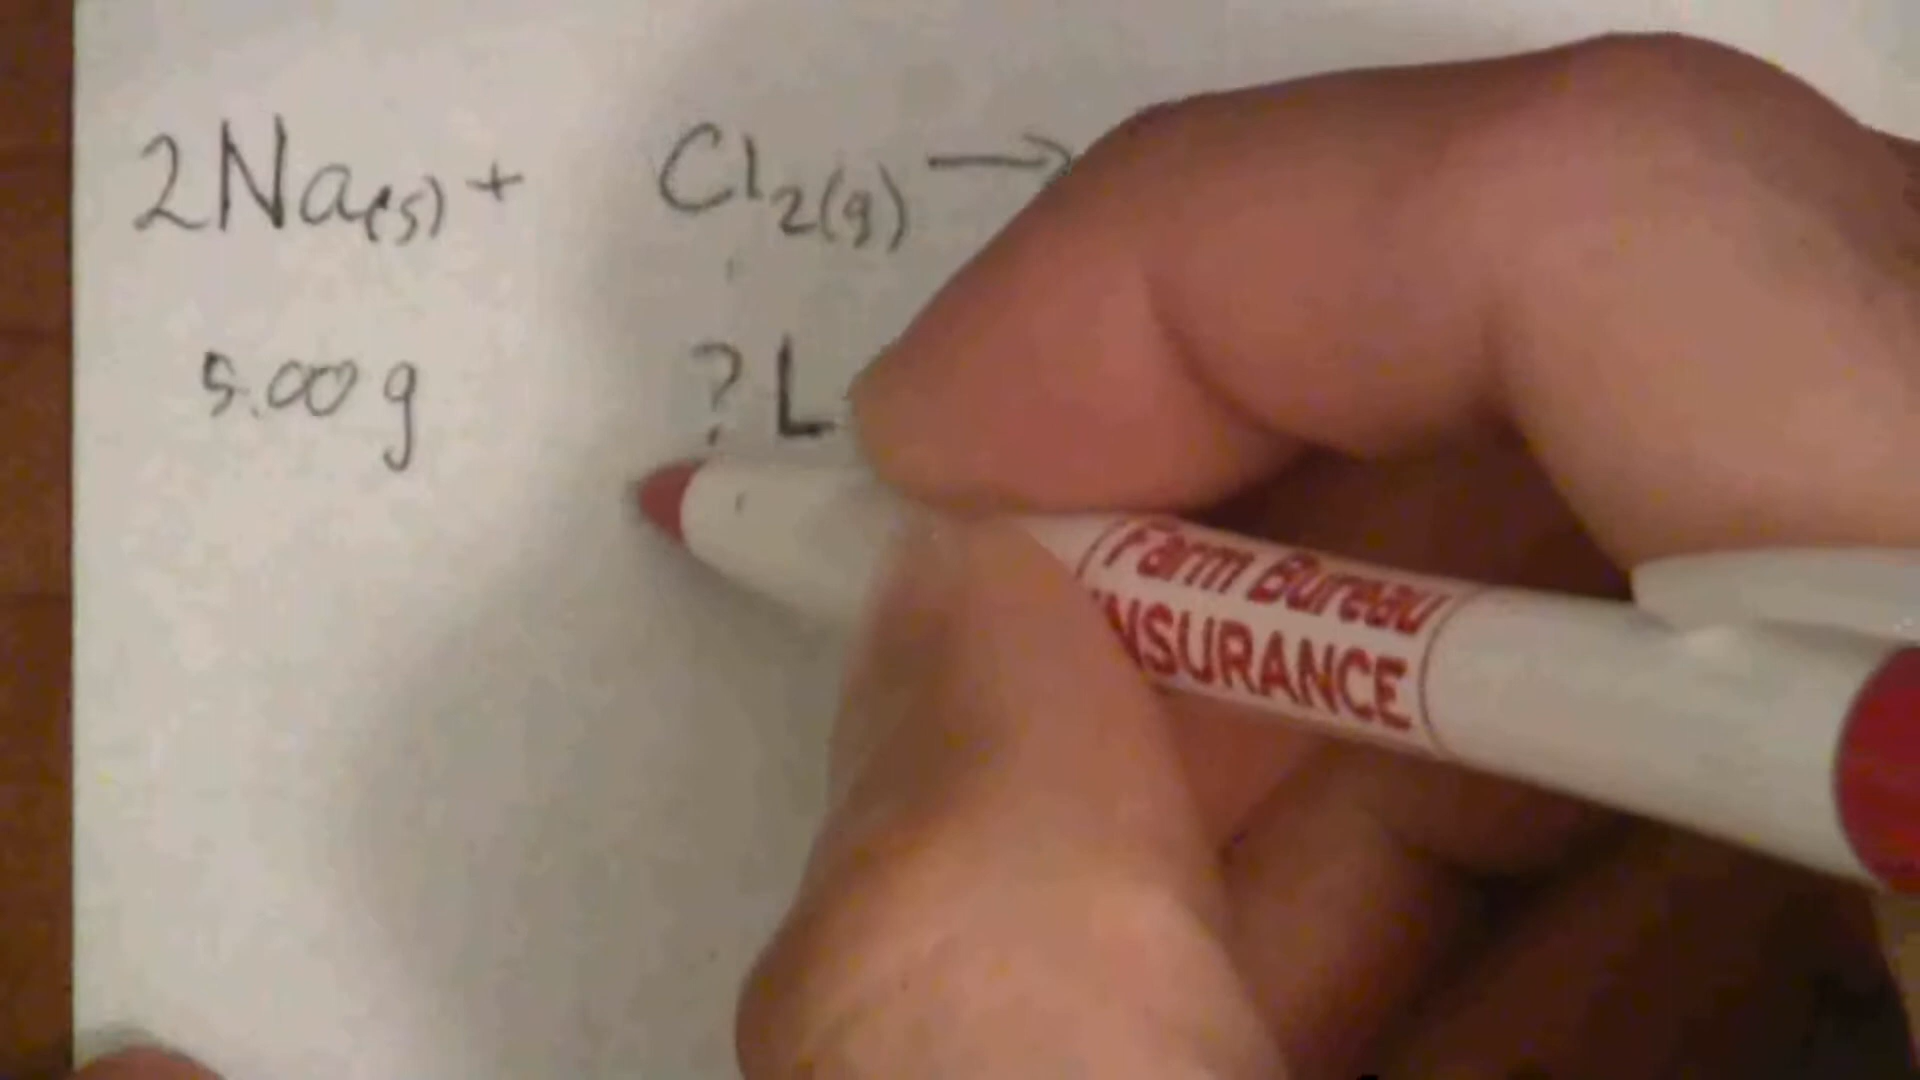 2Na(s) + Cl₂(g) →
5.00 g ? L
Farm Bureau
INSURANCE